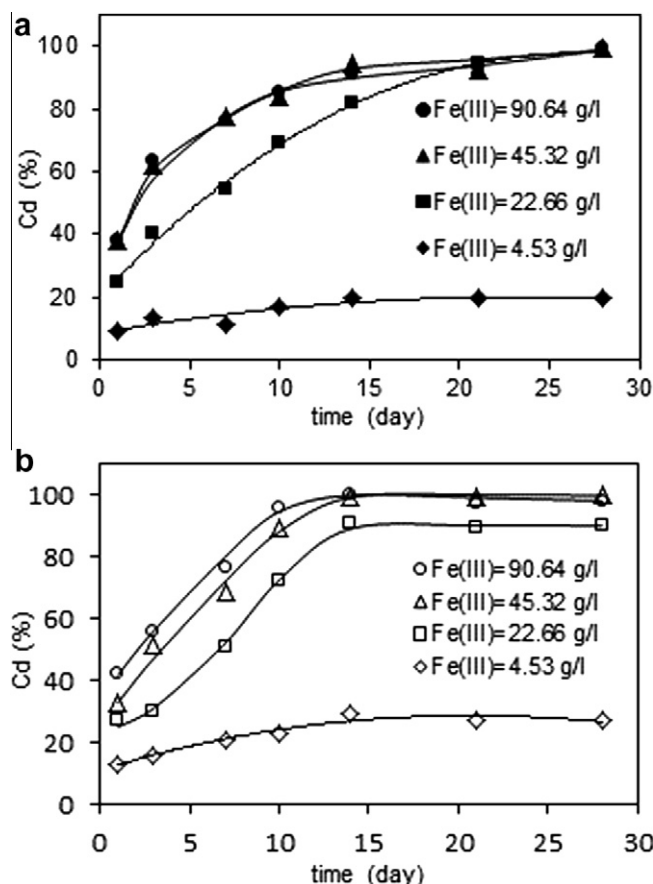 a
100
80
60
40
20
0
Cd (%)
Fe(III)=90.64 g/l
Fe(III)=45.32 g/l
Fe(III)=22.66 g/l
Fe(III)=4.53 g/l
0 5 10 15 20 25 30
time (day)
b
100
80
60
40
20
0
Cd (%)
Fe(III)=90.64 g/l
Fe(III)=45.32 g/l
Fe(III)=22.66 g/l
Fe(III)=4.53 g/l
0 5 10 15 20 25 30
time (day)